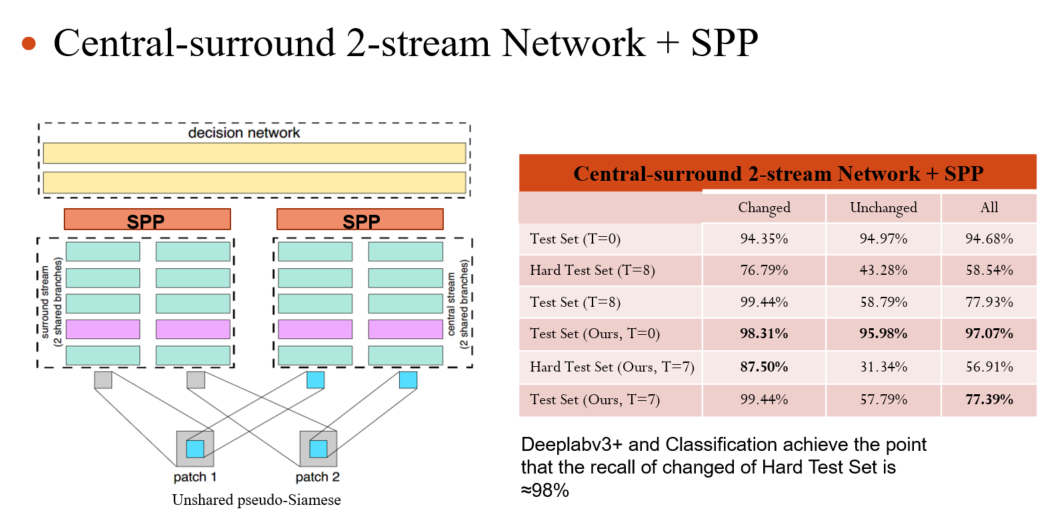 • Central-surround 2-stream Network + SPP
decision network
SPP SPP
surround stream
(2 shared branches)
central stream
(2 shared branches)
patch 1 patch 2
Unshared pseudo-Siamese
Central-surround 2-stream Network + SPP
Changed Unchanged All
Test Set (T=0) 94.35% 94.97% 94.68%
Hard Test Set (T=8) 76.79% 43.28% 58.54%
Test Set (T=8) 99.44% 58.79% 77.93%
Test Set (Ours, T=0) 98.31% 95.98% 97.07%
Hard Test Set (Ours, T=7) 87.50% 31.34% 56.91%
Test Set (Ours, T=7) 99.44% 57.79% 77.39%
Deeplabv3+ and Classification achieve the point
that the recall of changed of Hard Test Set is
≈98%